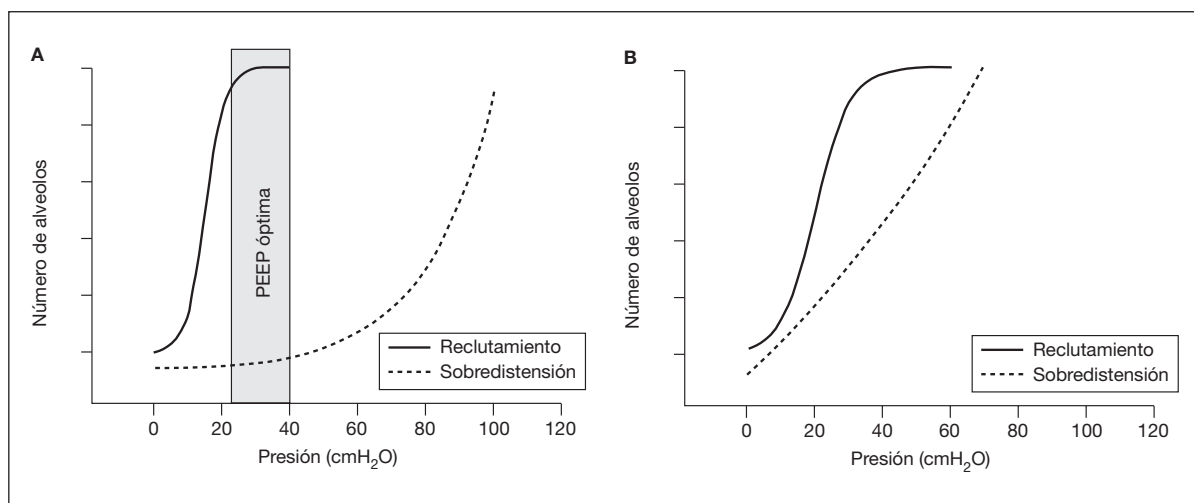 A
Número de alveolos
PEEP óptima
Reclutamiento
Sobredistensión
0 20 40 60 80 100 120
Presión (cmH₂O)
B
Número de alveolos
Reclutamiento
Sobredistensión
0 20 40 60 80 100 120
Presión (cmH₂O)